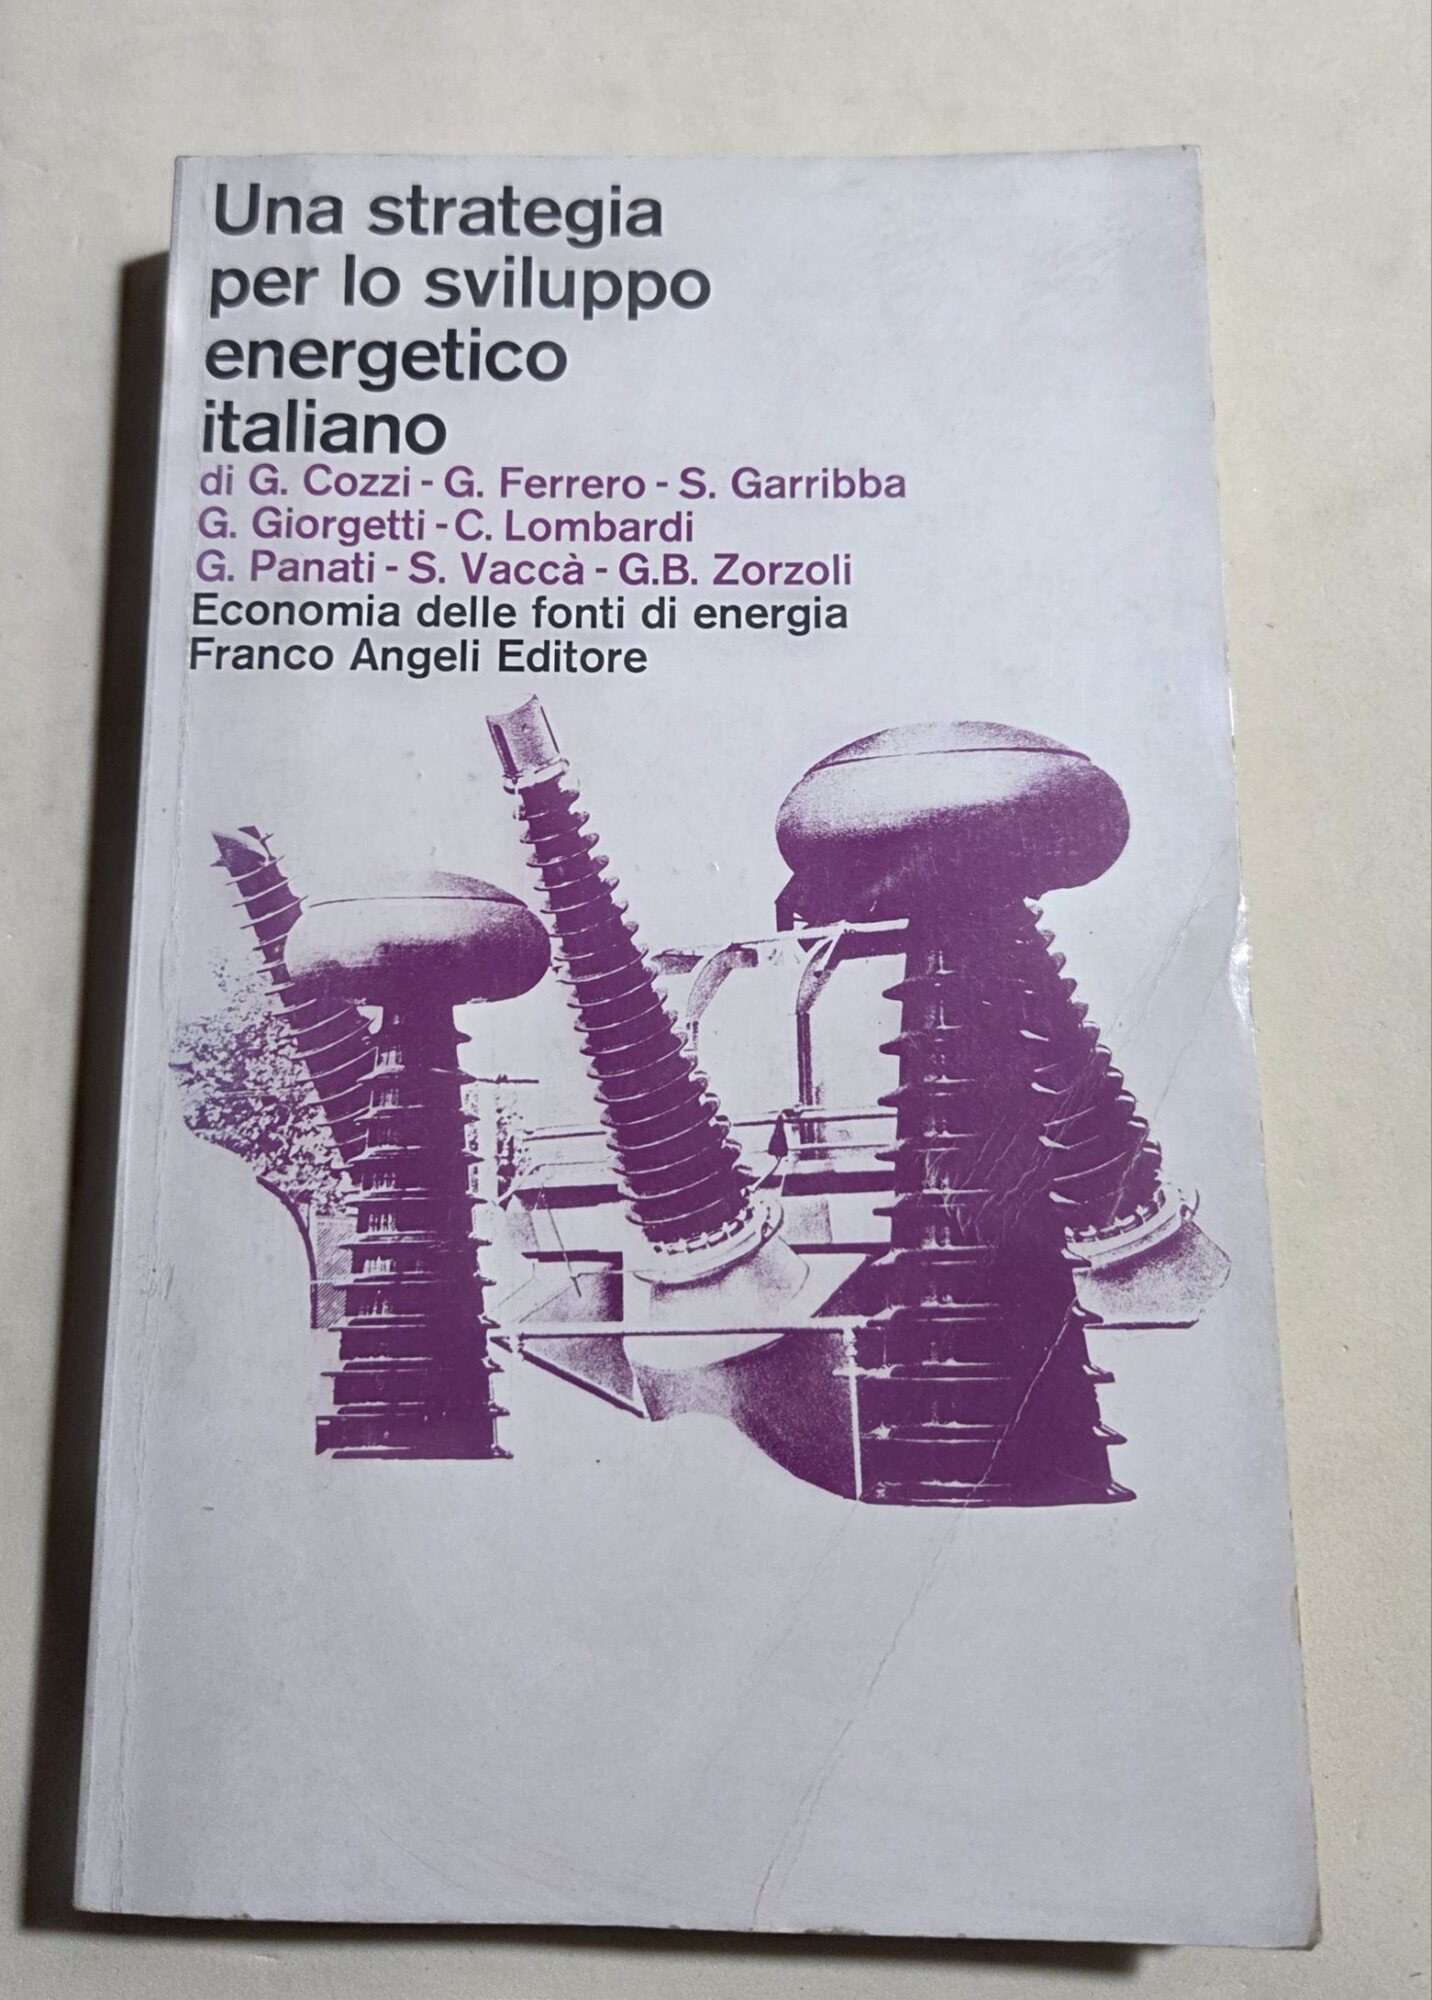 Una strategia
per lo sviluppo
energetico
italiano
di G. Cozzi - G. Ferrero - S. Garribba
G. Giorgetti - C. Lombardi
G. Panati - S. Vaccà - G.B. Zorzoli
Economia delle fonti di energia
Franco Angeli Editore